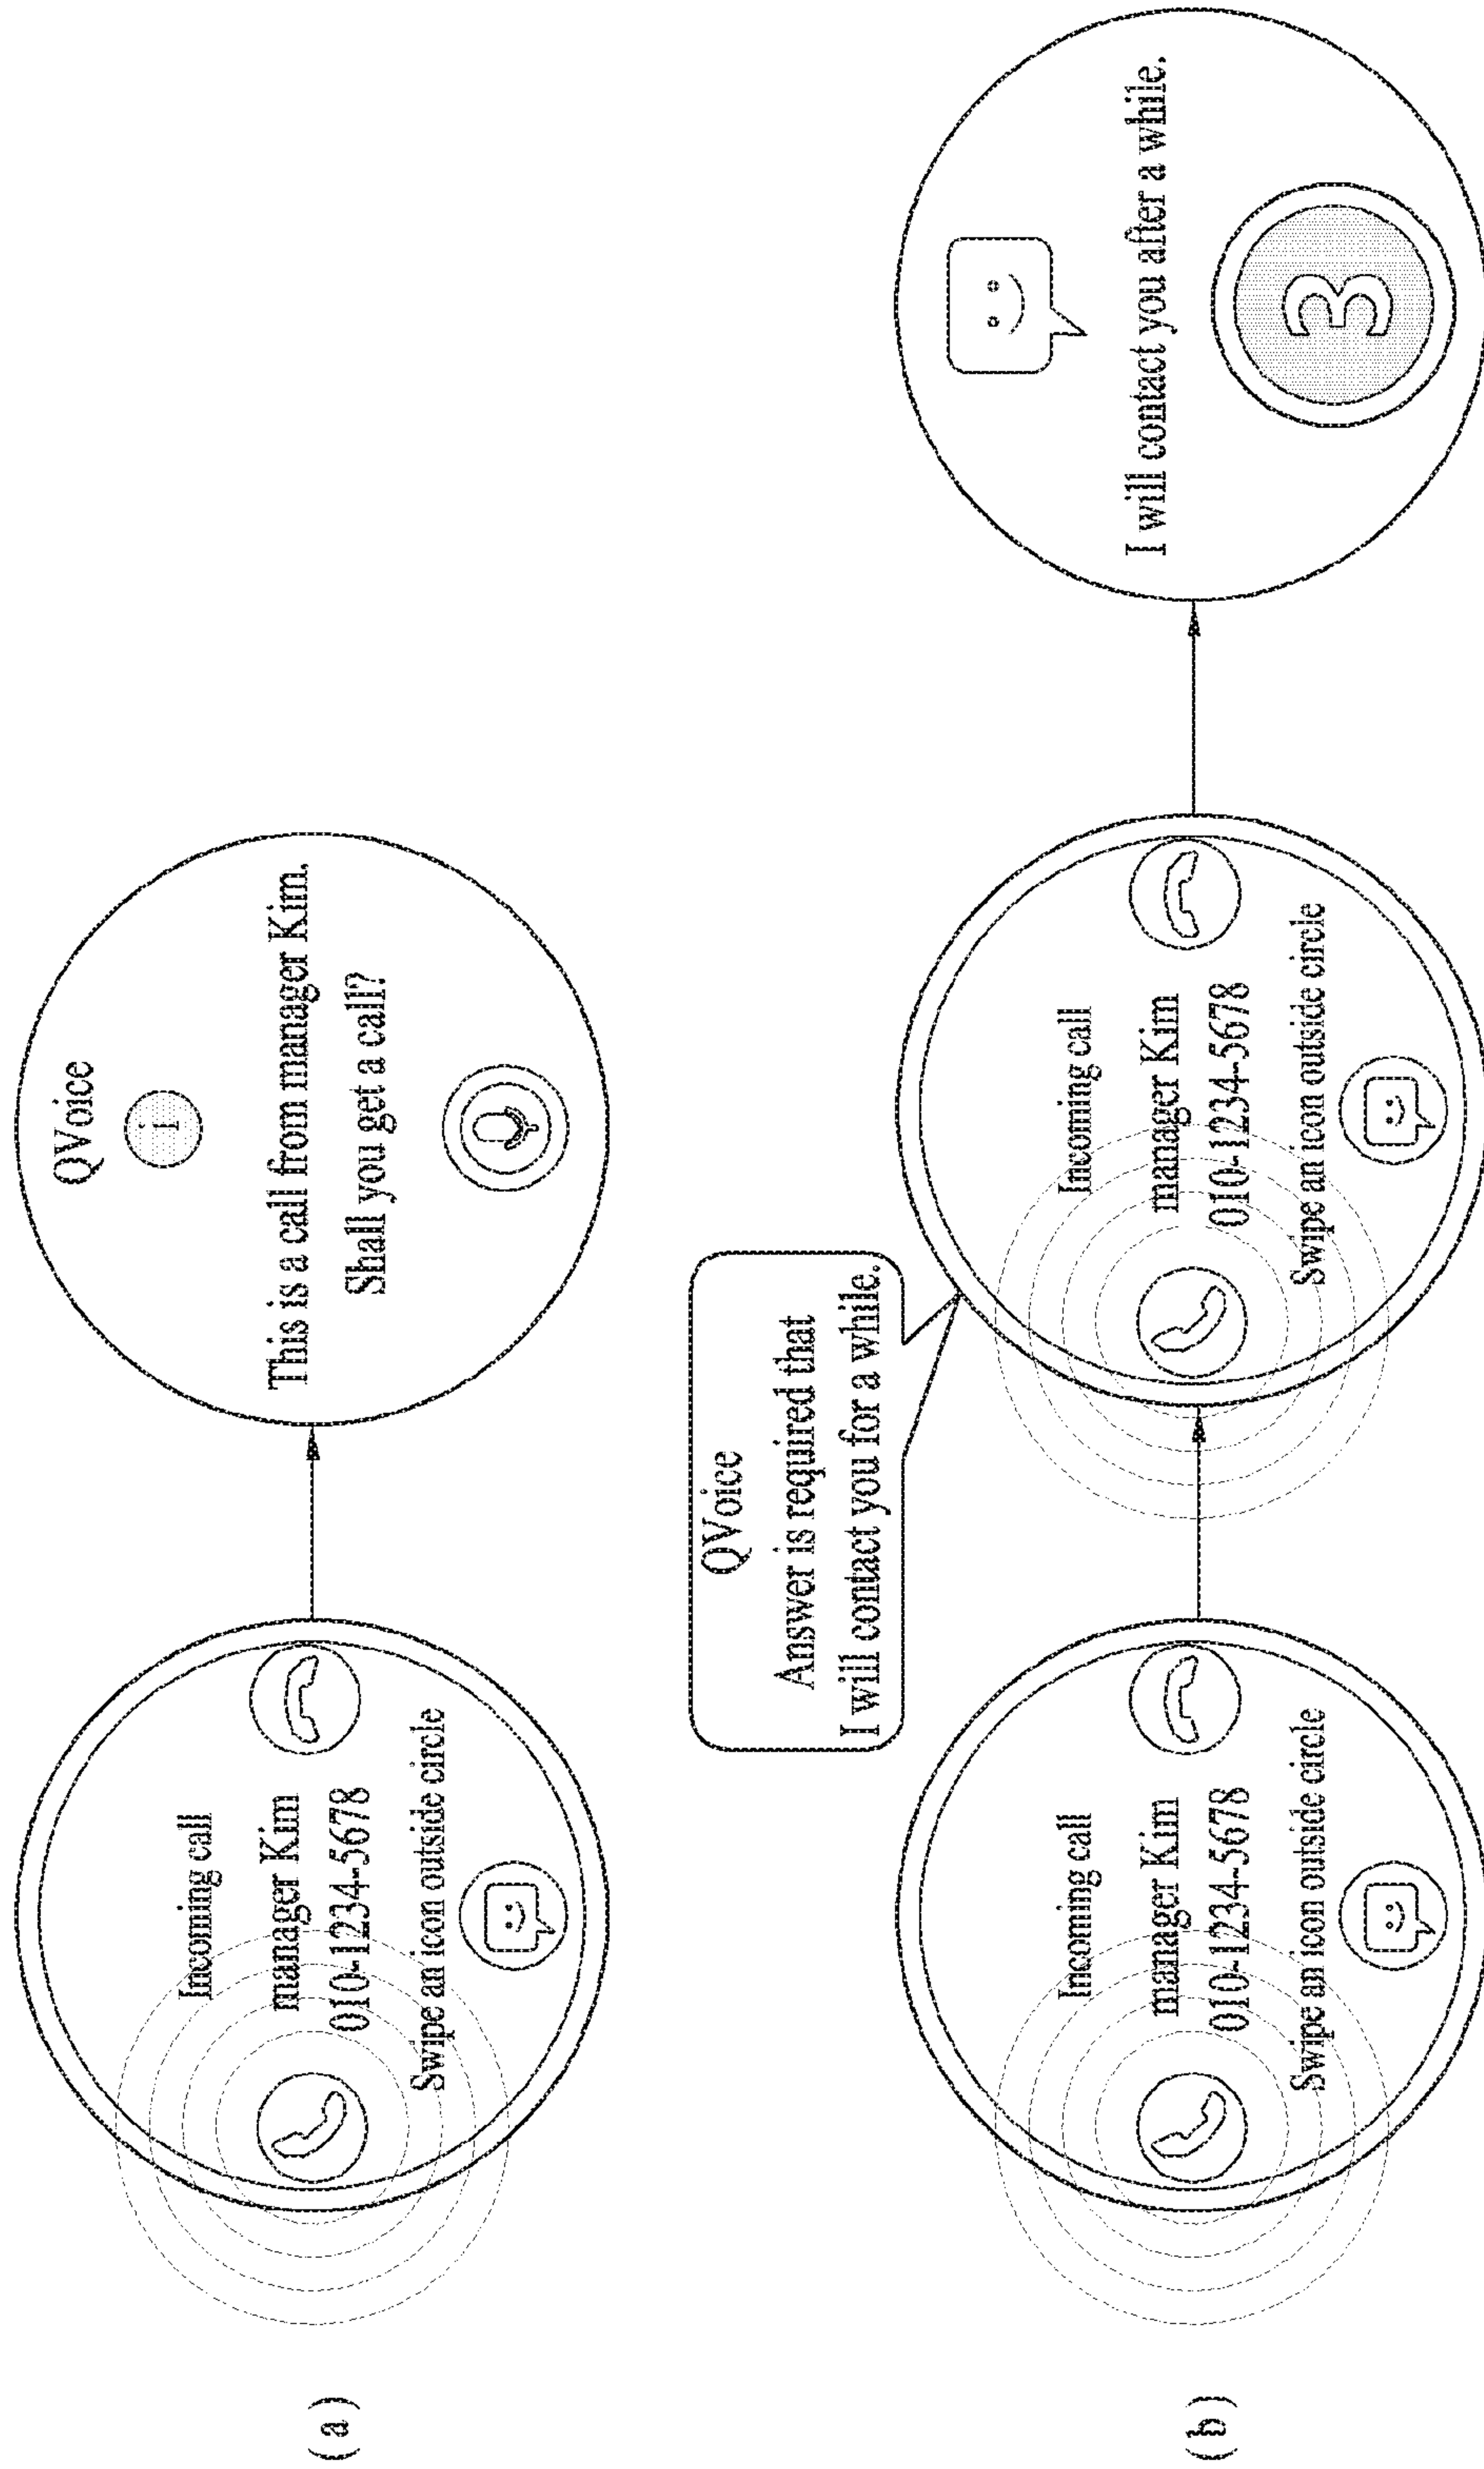 (a)
Incoming call
manager Kim
010-1234-5678
Swipe an icon outside circle
QVoice
i
This is a call from manager Kim.
Shall you get a call?
(b)
Incoming call
manager Kim
010-1234-5678
Swipe an icon outside circle
QVoice
Answer is required that
I will contact you for a while.
Incoming call
manager Kim
010-1234-5678
Swipe an icon outside circle
I will contact you after a while.
3